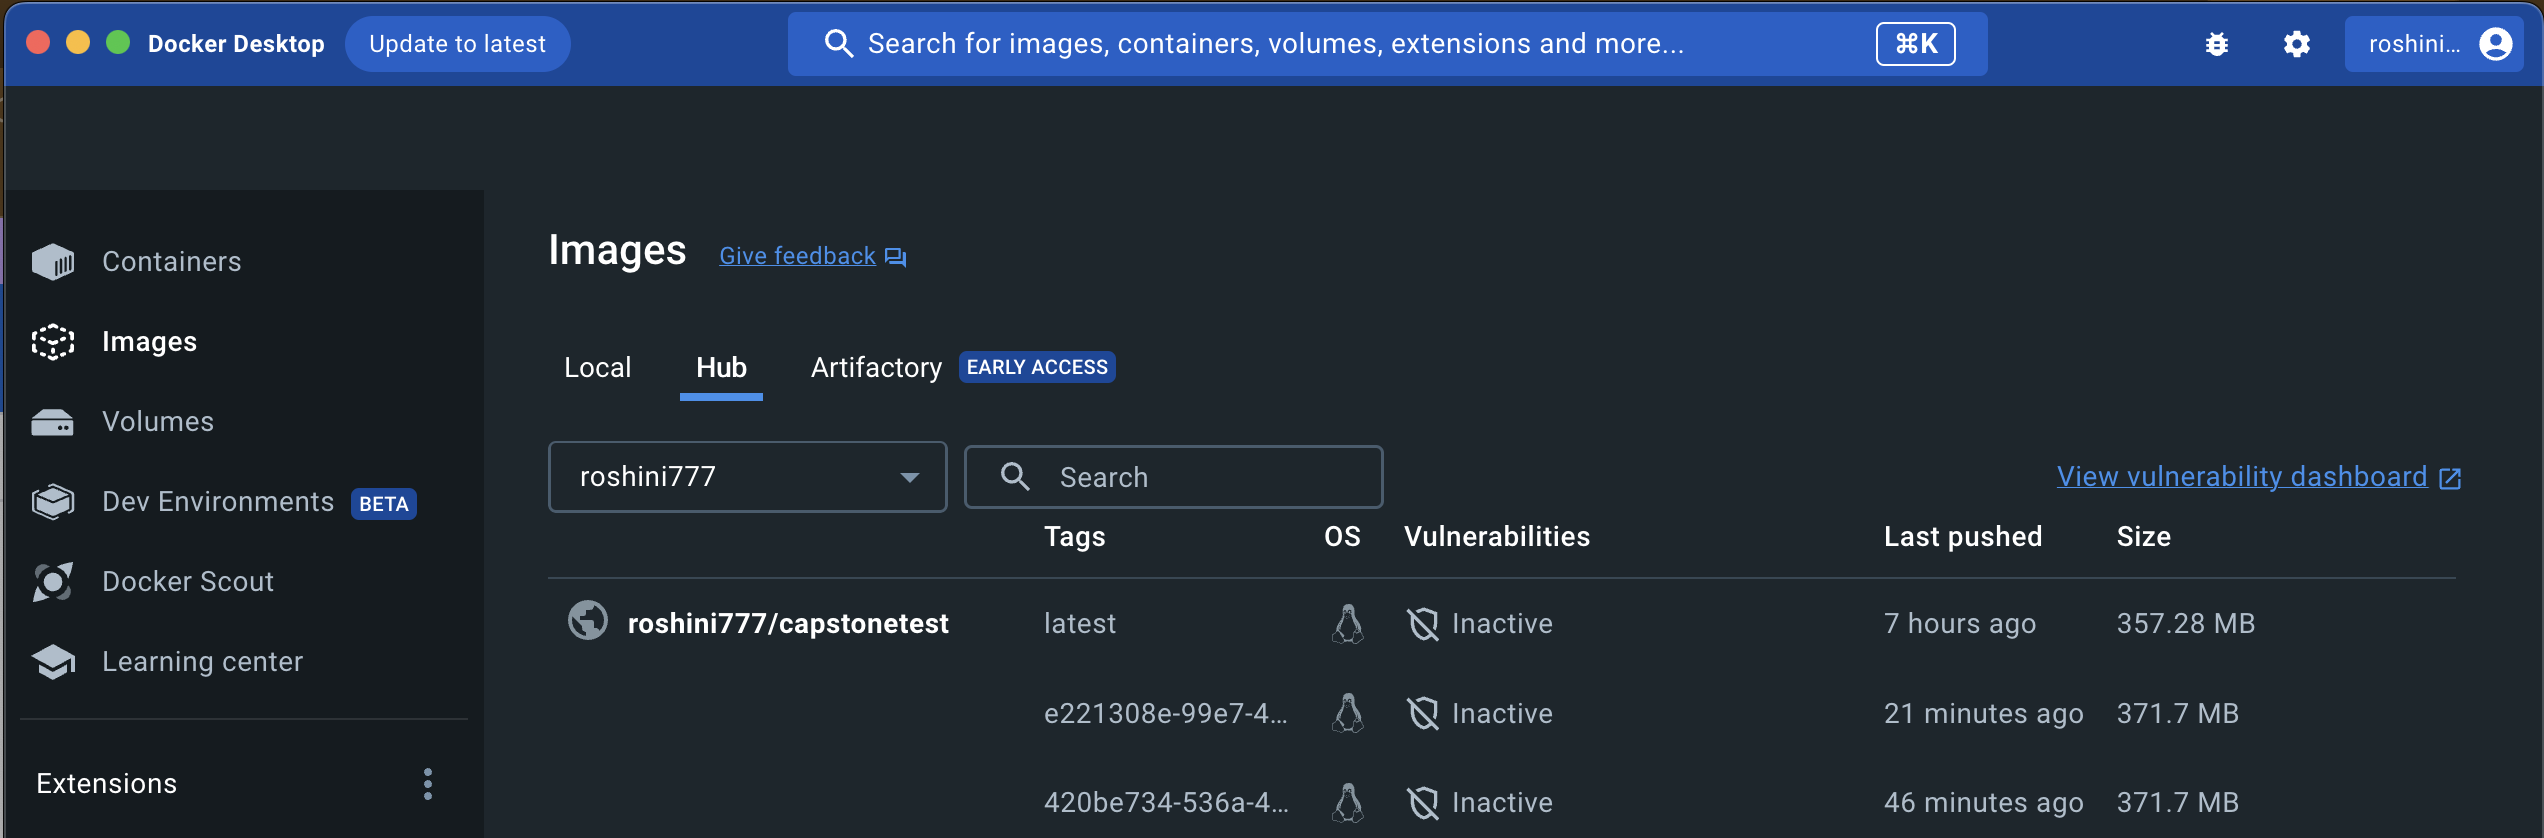 Docker Desktop Update to latest Search for images, containers, volumes, extensions and more... ⌘K roshini...
Containers
Images
Volumes
Dev Environments BETA
Docker Scout
Learning center
Extensions
Images Give feedback
Local Hub Artifactory EARLY ACCESS
roshini777 Search View vulnerability dashboard
Tags OS Vulnerabilities Last pushed Size
roshini777/capstonetest latest Inactive 7 hours ago 357.28 MB
e221308e-99e7-4... Inactive 21 minutes ago 371.7 MB
420be734-536a-4... Inactive 46 minutes ago 371.7 MB